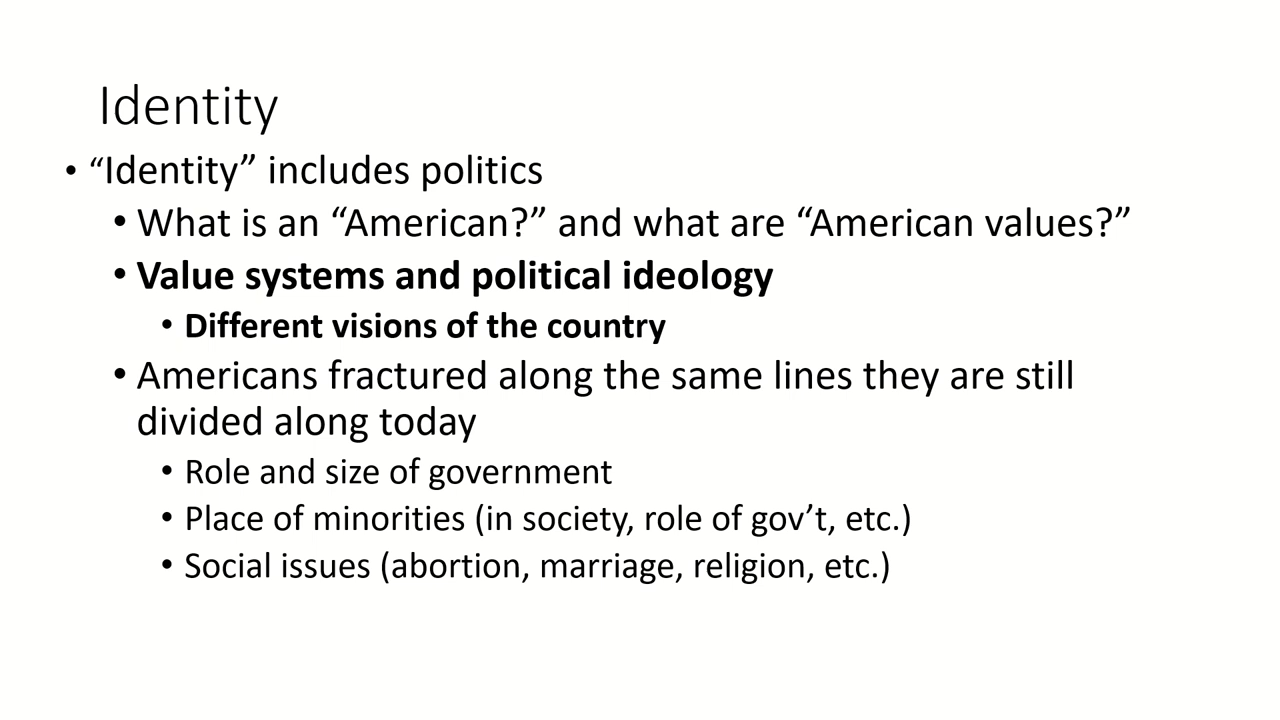 Identity
• “Identity” includes politics
• What is an “American?” and what are “American values?”
• Value systems and political ideology
• Different visions of the country
• Americans fractured along the same lines they are still
divided along today
• Role and size of government
• Place of minorities (in society, role of gov’t, etc.)
• Social issues (abortion, marriage, religion, etc.)